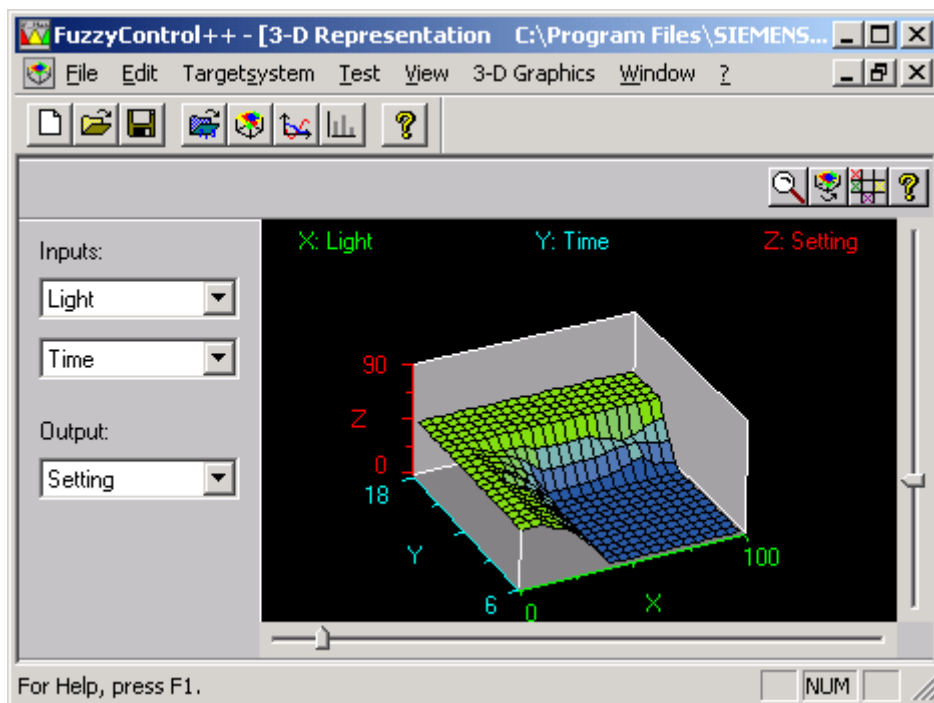 FuzzyControl++ - [3-D Representation C:\Program Files\SIEMENS...
File Edit Targetsystem Test View 3-D Graphics Window ?
Inputs:
Light
Time
Output:
Setting
X: Light Y: Time Z: Setting
90
Z
0
18
Y
6
0
X
100
For Help, press F1.
NUM